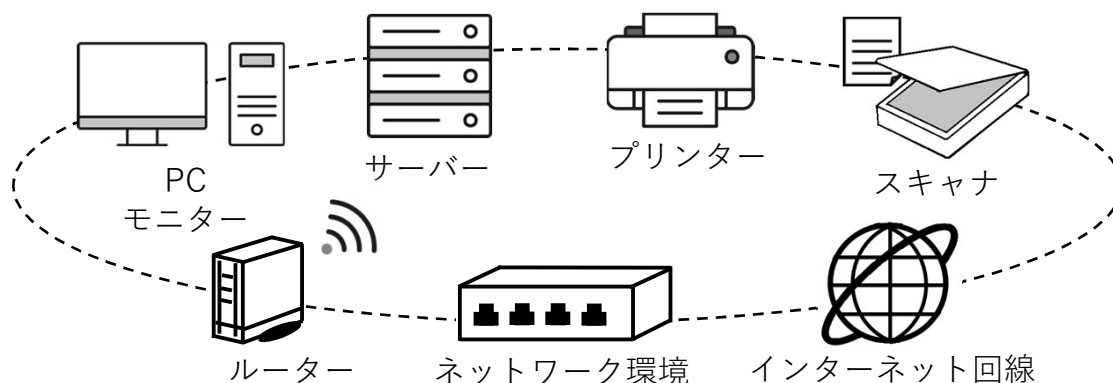 PC
モニター
サーバー
プリンター
スキャナ
ルーター
ネットワーク環境
インターネット回線